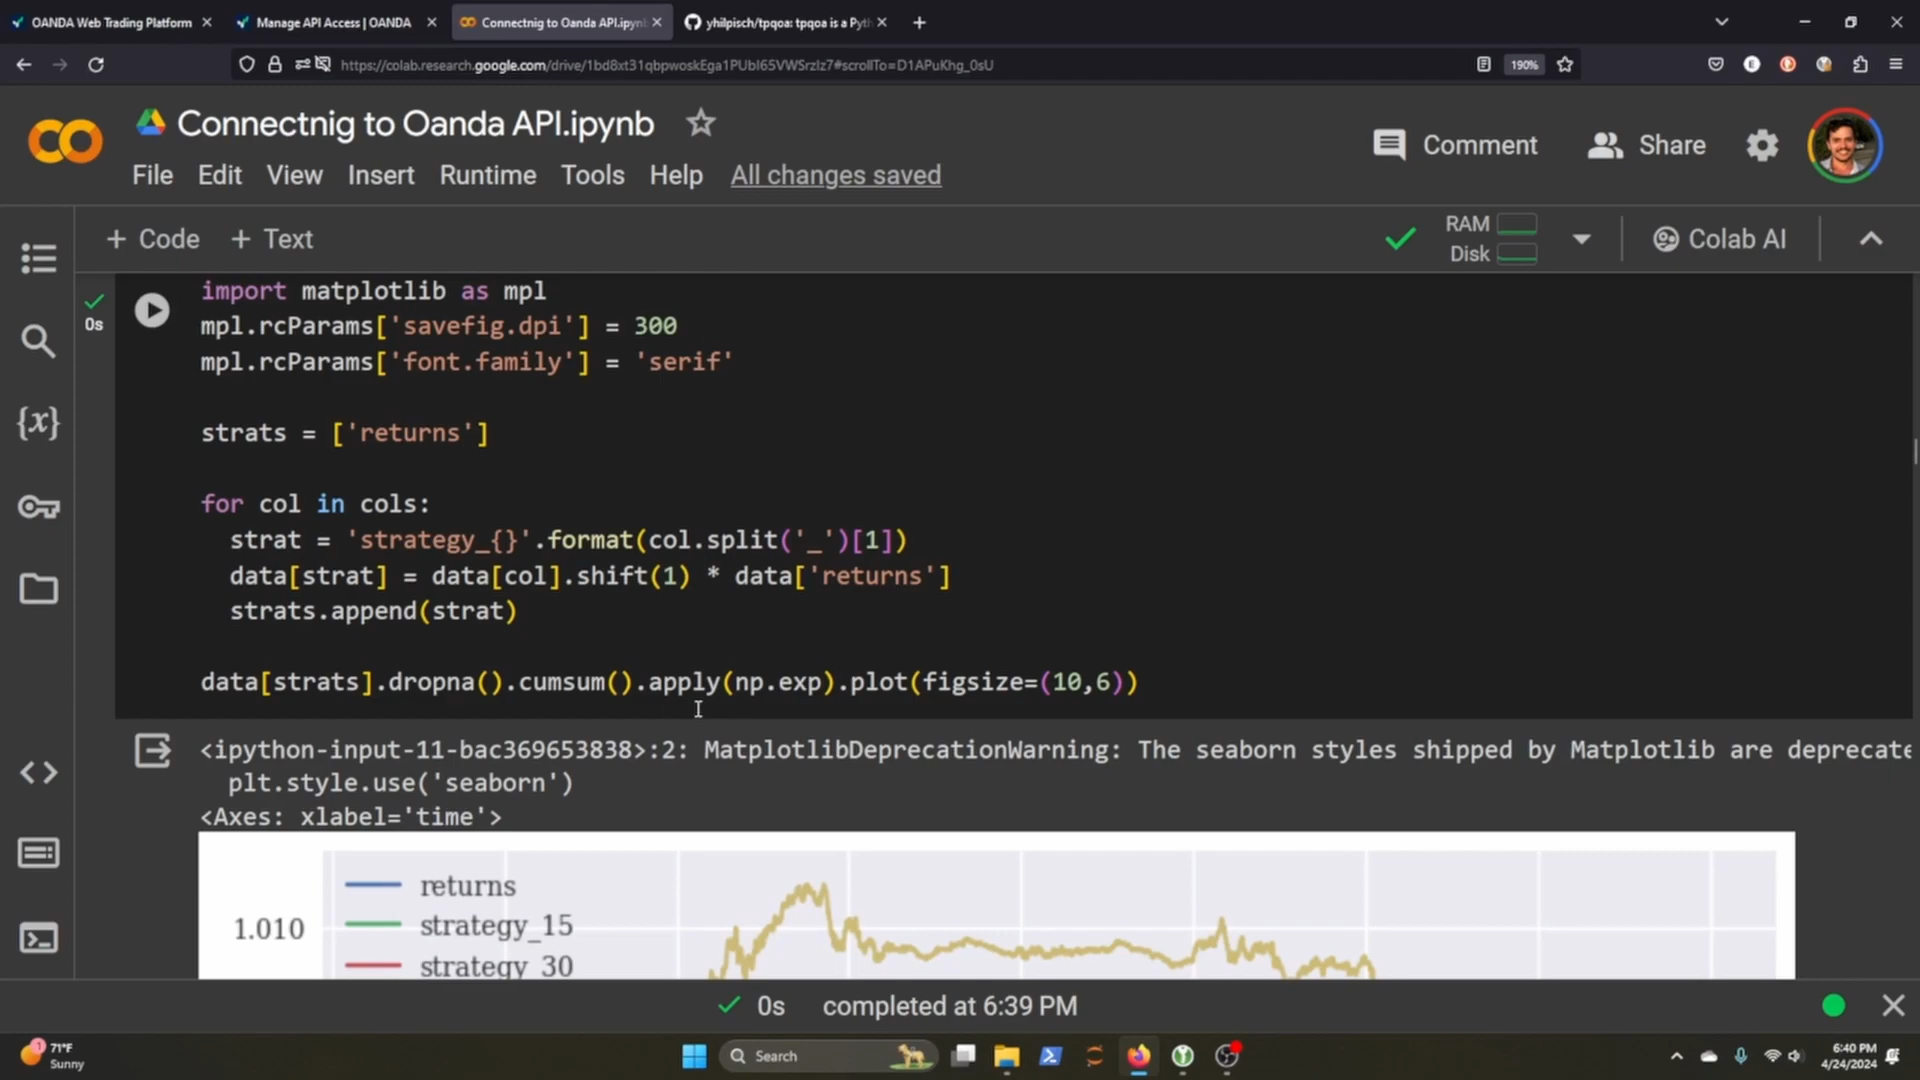 OANDA Web Trading Platform
Manage API Access | OANDA
Connectnig to Oanda API.ipynb
yhilpisch/tpqoa: tpqoa is a Pyth
https://colab.research.google.com/drive/1bd8xt31qbpwoskEga1PUbI65VWSrzIz7#scrollTo=D1APuKhg_0sU
190%
Connectnig to Oanda API.ipynb
Comment
Share
File
Edit
View
Insert
Runtime
Tools
Help
All changes saved
+ Code
+ Text
RAM
Disk
Colab AI
0s
import matplotlib as mpl
mpl.rcParams['savefig.dpi'] = 300
mpl.rcParams['font.family'] = 'serif'
strats = ['returns']
for col in cols:
strat = 'strategy_{}'.format(col.split('_')[1])
data[strat] = data[col].shift(1) * data['returns']
strats.append(strat)
data[strats].dropna().cumsum().apply(np.exp).plot(figsize=(10,6))
<ipython-input-11-bac369653838>:2: MatplotlibDeprecationWarning: The seaborn styles shipped by Matplotlib are deprecate
plt.style.use('seaborn')
<Axes: xlabel='time'>
returns
1.010
strategy_15
strategy_30
0s completed at 6:39 PM
1
71°F
Sunny
Search
6:40 PM
4/24/2024